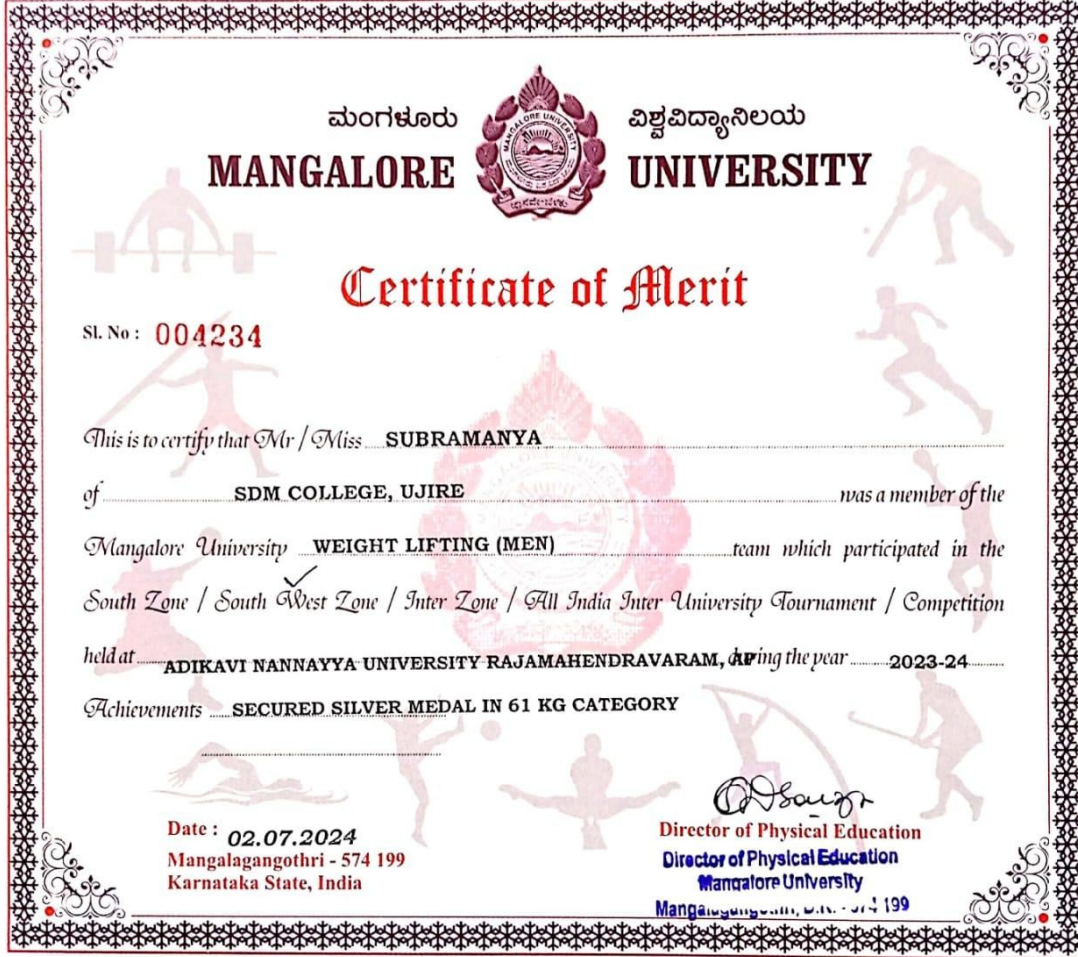 ಮಂಗಳೂರು ವಿಶ್ವವಿದ್ಯಾನಿಲಯ
MANGALORE UNIVERSITY
Certificate of Merit
Sl. No : 004234
This is to certify that Mr / Miss SUBRAMANYA
of SDM COLLEGE, UJIRE was a member of the
Mangalore University WEIGHT LIFTING (MEN) team which participated in the
South Zone / South West Zone / Inter Zone / All India Inter University Tournament / Competition
held at ADIKAVI NANNAYYA UNIVERSITY RAJAMAHENDRAVARAM, AP during the year 2023-24
Achievements SECURED SILVER MEDAL IN 61 KG CATEGORY
Date : 02.07.2024
Mangalagangothri - 574 199
Karnataka State, India
Director of Physical Education
Director of Physical Education
Mangalore University
199